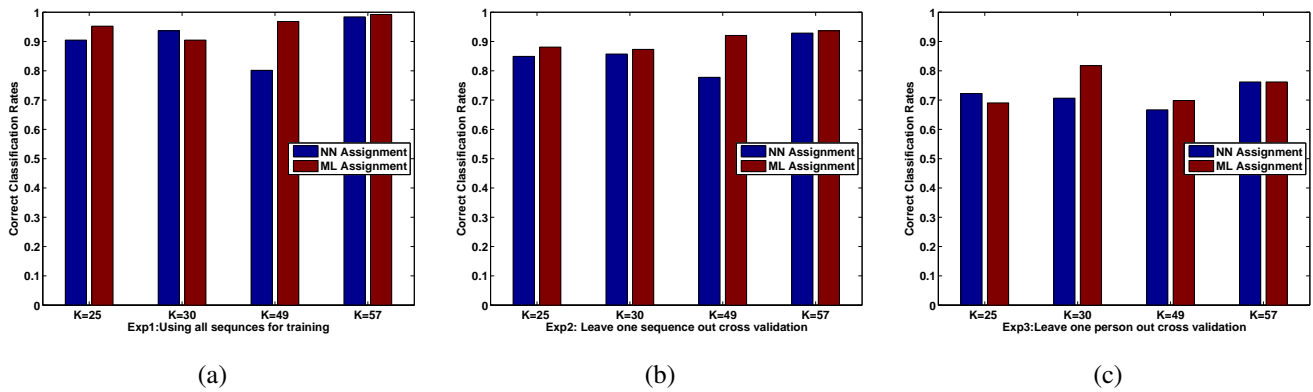 1
0.9
0.8
0.7
0.6
0.5
0.4
0.3
0.2
0.1
0
Correct Classification Rates
NN Assignment
ML Assignment
K=25 K=30 K=49 K=57
Exp1:Using all sequnces for training
(a)
1
0.9
0.8
0.7
0.6
0.5
0.4
0.3
0.2
0.1
0
Correct Classification Rates
NN Assignment
ML Assignment
K=25 K=30 K=49 K=57
Exp2: Leave one sequence out cross validation
(b)
1
0.9
0.8
0.7
0.6
0.5
0.4
0.3
0.2
0.1
0
Correct Classification Rates
NN Assignment
ML Assignment
K=25 K=30 K=49 K=57
Exp3:Leave one person out cross validation
(c)